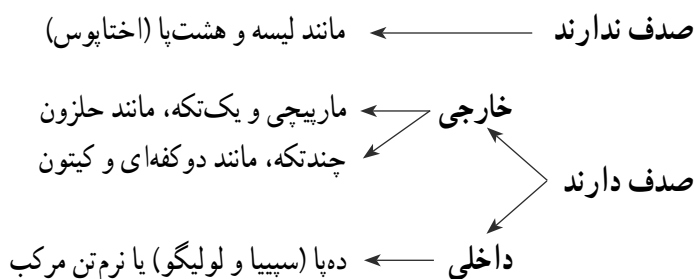 صدف ندارند مانند لیسه و هشت‌پا (اختاپوس)
خارجی مارپیچی و یک‌تکه، مانند حلزون
چندتکه، مانند دوکفه‌ای و کیتون
صدف دارند
داخلی ده‌پا (سپییا و لولیگو) یا نرم‌تن مرکب